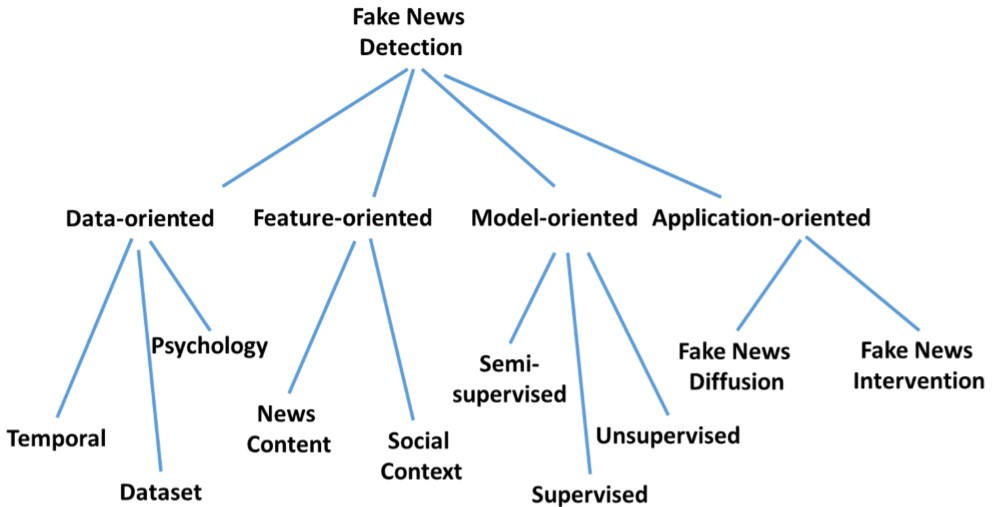 Fake News
Detection
Data-oriented
Feature-oriented
Model-oriented
Application-oriented
Psychology
Temporal
Dataset
News
Content
Social
Context
Semi-
supervised
Unsupervised
Supervised
Fake News
Diffusion
Fake News
Intervention